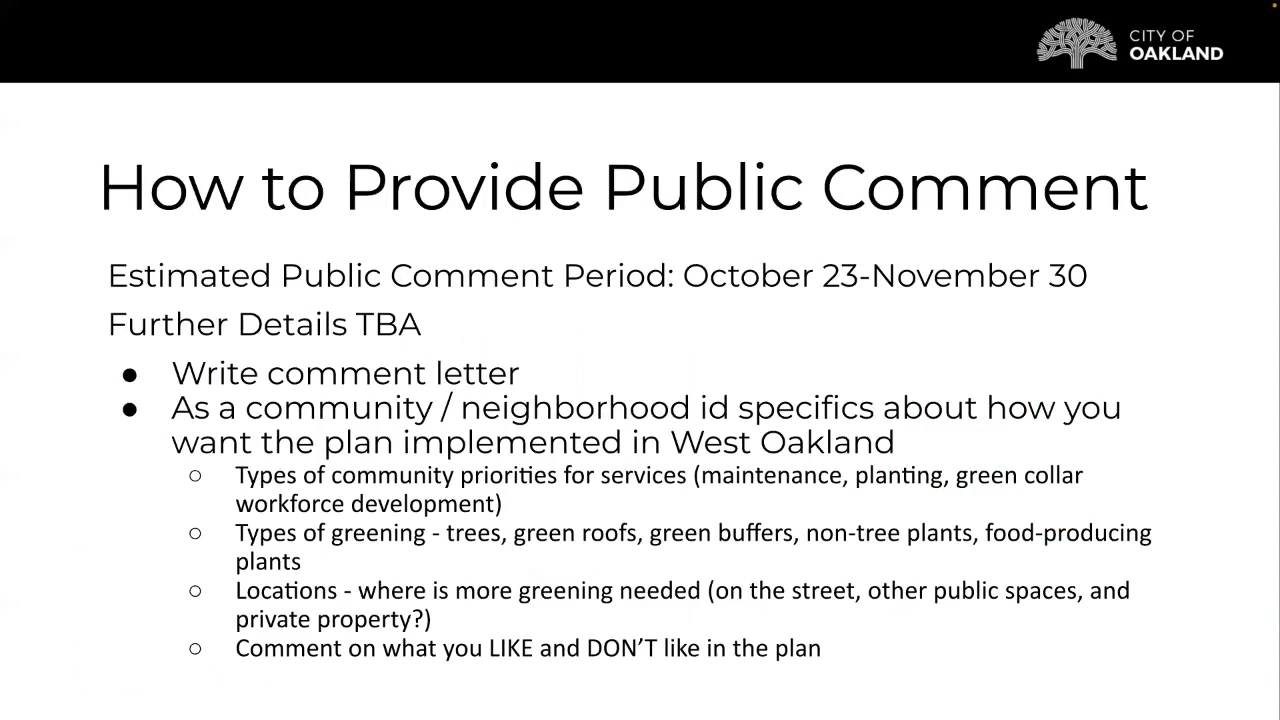 CITY OF
OAKLAND
How to Provide Public Comment
Estimated Public Comment Period: October 23-November 30
Further Details TBA
● Write comment letter
● As a community / neighborhood id specifics about how you
want the plan implemented in West Oakland
○ Types of community priorities for services (maintenance, planting, green collar
workforce development)
○ Types of greening - trees, green roofs, green buffers, non-tree plants, food-producing
plants
○ Locations - where is more greening needed (on the street, other public spaces, and
private property?)
○ Comment on what you LIKE and DON'T like in the plan